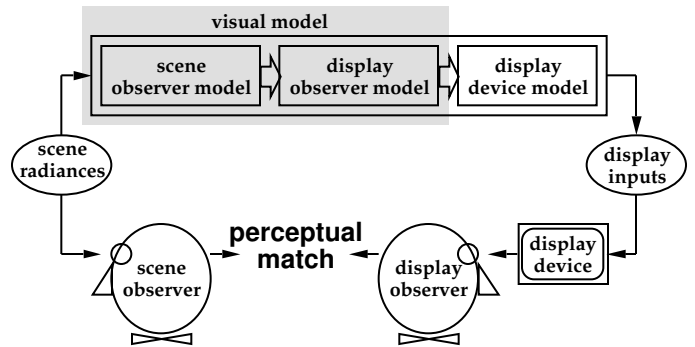 visual model
scene
observer model
display
observer model
display
device model
scene
radiances
display
inputs
scene
observer
perceptual
match
display
observer
display
device